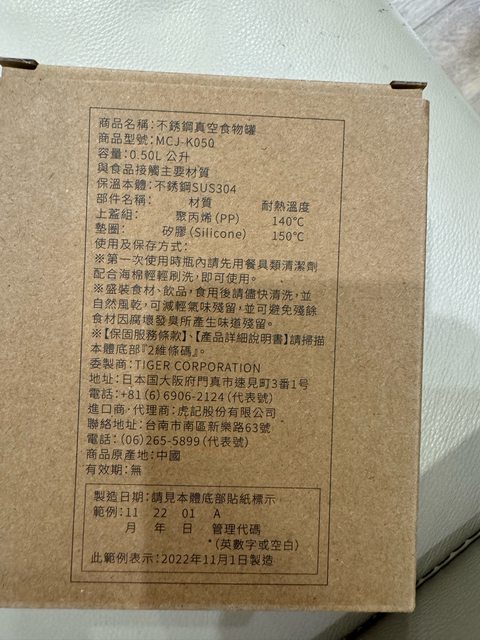 商品名稱:不銹鋼真空食物罐
商品型號:MCJ-K050
容量:0.50L 公升
與食品接觸主要材質
保溫本體:不銹鋼SUS304
部件名稱: 材質 耐熱溫度
上蓋組: 聚丙烯(PP) 140℃
墊圈: 矽膠(Silicone) 150℃
使用及保存方式:
※第一次使用時瓶內請先用餐具類清潔劑
配合海棉輕輕刷洗,即可使用。
※盛裝食材、飲品,食用後請儘快清洗,並
自然風乾,可減輕氣味殘留,並可避免殘餘
食材因腐壞發臭所產生味道殘留。
※【保固服務條款】、【產品詳細說明書】請掃描
本體底部『2維條碼』。
委製商:TIGER CORPORATION
地址:日本国大阪府門真市速見町3番1号
電話:+81(6)6906-2124(代表號)
進口商・代理商:虎記股份有限公司
聯絡地址:台南市南區新樂路63號
電話:(06)265-5899(代表號)
商品原產地:中國
有效期:無
製造日期:請見本體底部貼紙標示
範例:11 22 01 A
月 年 日 管理代碼
*(英數字或空白)
此範例表示:2022年11月1日製造